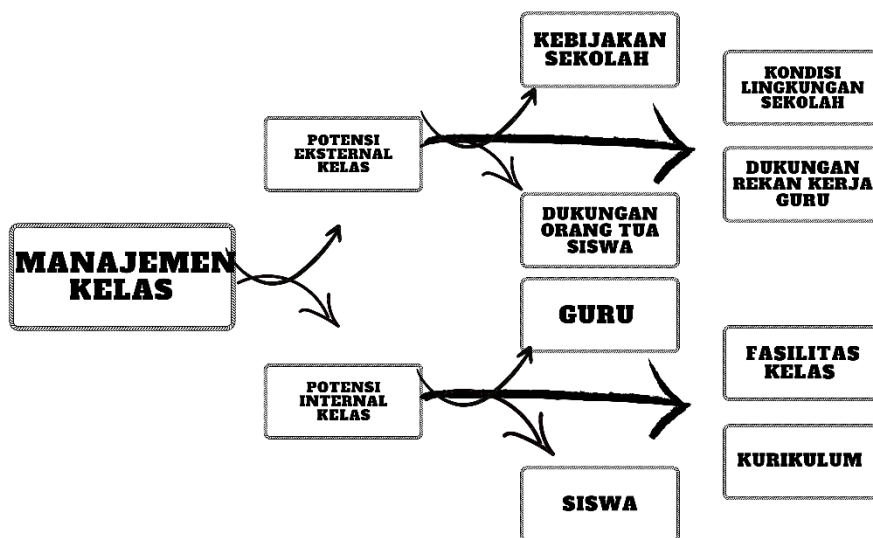 KEBIJAKAN
SEKOLAH
KONDISI
LINGKUNGAN
SEKOLAH
POTENSI
EKSTERNAL
KELAS
DUKUNGAN
REKAN KERJA
GURU
DUKUNGAN
ORANG TUA
SISWA
MANAJEMEN
KELAS
GURU
FASILITAS
KELAS
POTENSI
INTERNAL
KELAS
KURIKULUM
SISWA